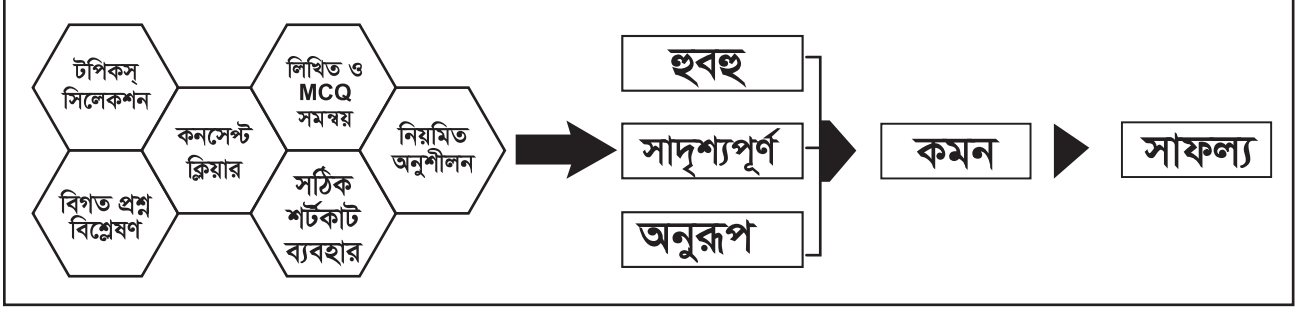 টপিকস্
সিলেকশন
বিগত প্রশ্ন
বিশ্লেষণ
কনসেপ্ট
ক্লিয়ার
লিখিত ও
MCQ
সমন্বয়
সঠিক
শর্টকাট
ব্যবহার
নিয়মিত
অনুশীলন
হুবহু
সাদৃশ্যপূর্ণ
অনুরূপ
কমন
সাফল্য